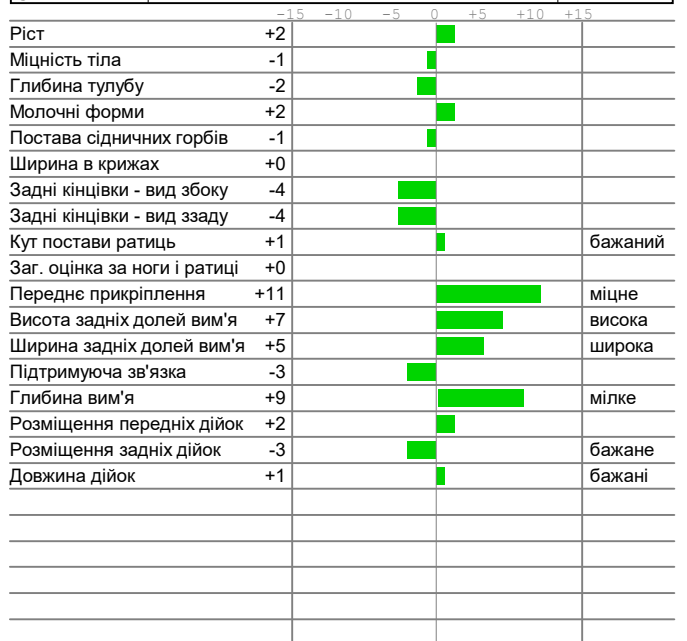 -15 -10 -5 0 +5 +10 +15
Ріст +2
Міцність тіла -1
Глибина тулубу -2
Молочні форми +2
Постава сідничних горбів -1
Ширина в крижах +0
Задні кінцівки - вид збоку -4
Задні кінцівки - вид ззаду -4
Кут постави ратиць +1 бажаний
Заг. оцінка за ноги і ратиці +0
Переднє прикріплення +11 міцне
Висота задніх долей вим'я +7 висока
Ширина задніх долей вим'я +5 широка
Підтримуюча зв'язка -3
Глибина вим'я +9 мілке
Розміщення передніх дійок +2
Розміщення задніх дійок -3 бажане
Довжина дійок +1 бажані